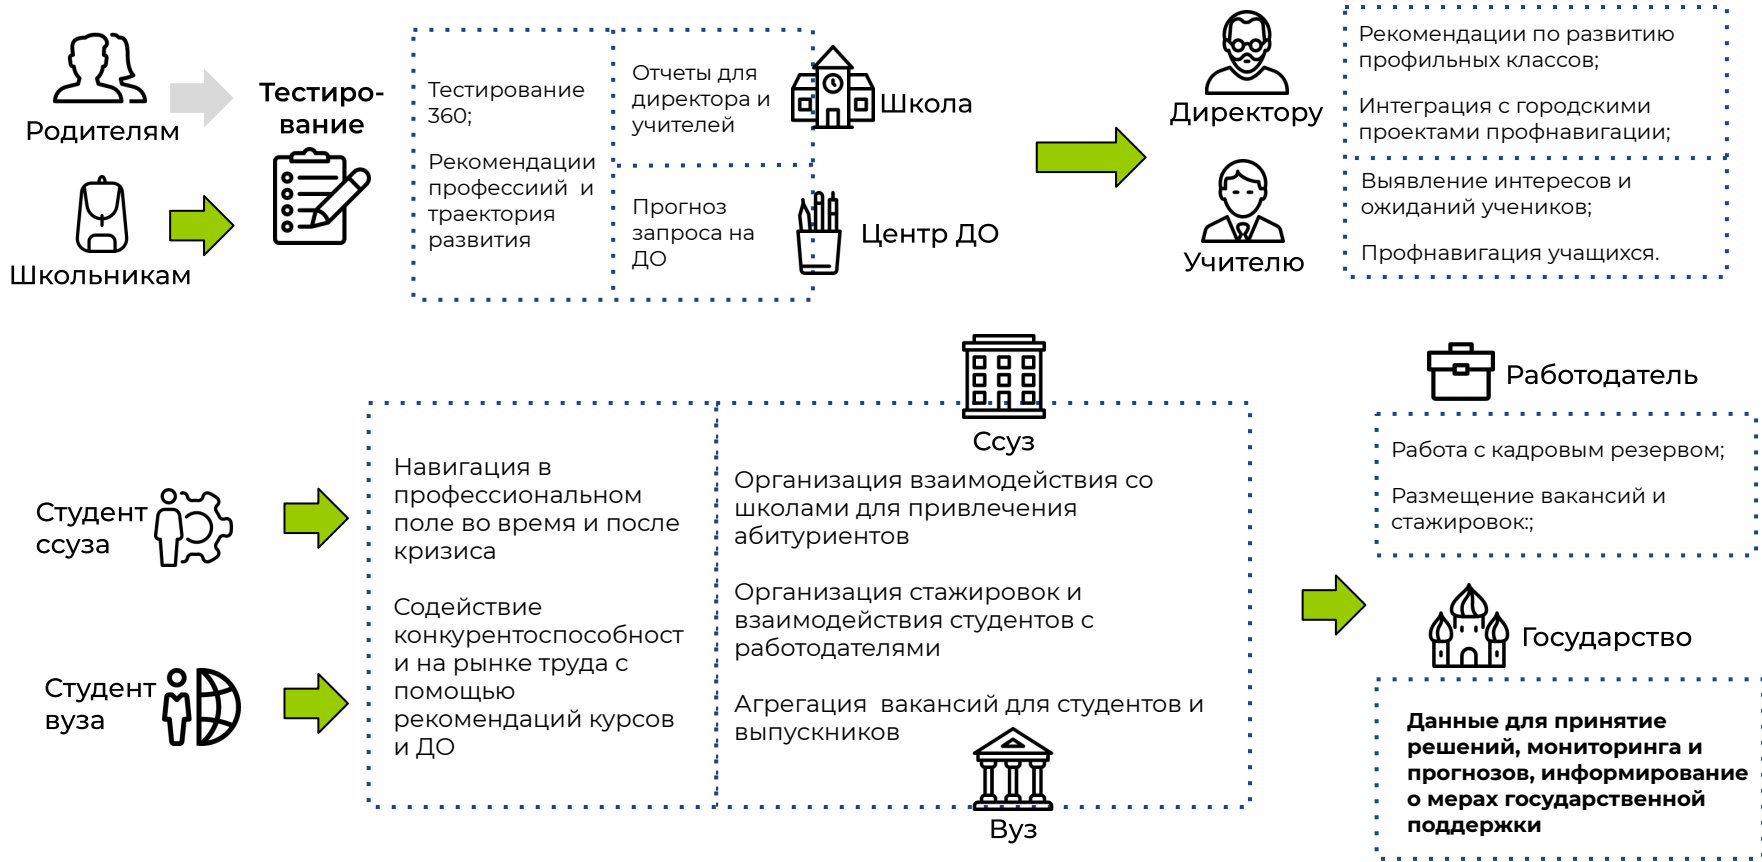 Родителям
Школьникам
Тестиро-
вание
Тестирование
360;
Рекомендации
професcиий  и
траектория
развития
Отчеты для
директора и
учителей
Школа
Прогноз
запроса на
ДО
Центр ДО
Директору
Рекомендации по развитию
профильных классов;
Интеграция с городскими
проектами профнавигации;
Учителю
Выявление интересов и
ожиданий учеников;
Профнавигация учащихся.
Студент
ссуза
Студент
вуза
Навигация в
профессиональном
поле во время и после
кризиса
Содействие
конкурентоспособност
и на рынке труда с
помощью
рекомендаций курсов
и ДО
Ссуз
Организация взаимодействия со
школами для привлечения
абитуриентов
Организация стажировок и
взаимодействия студентов с
работодателями
Агрегация  вакансий для студентов и
выпускников
Вуз
Работодатель
Работа с кадровым резервом;
Размещение вакансий и
стажировок:;
Государство
Данные для принятие
решений, мониторинга и
прогнозов, информирование
о мерах государственной
поддержки